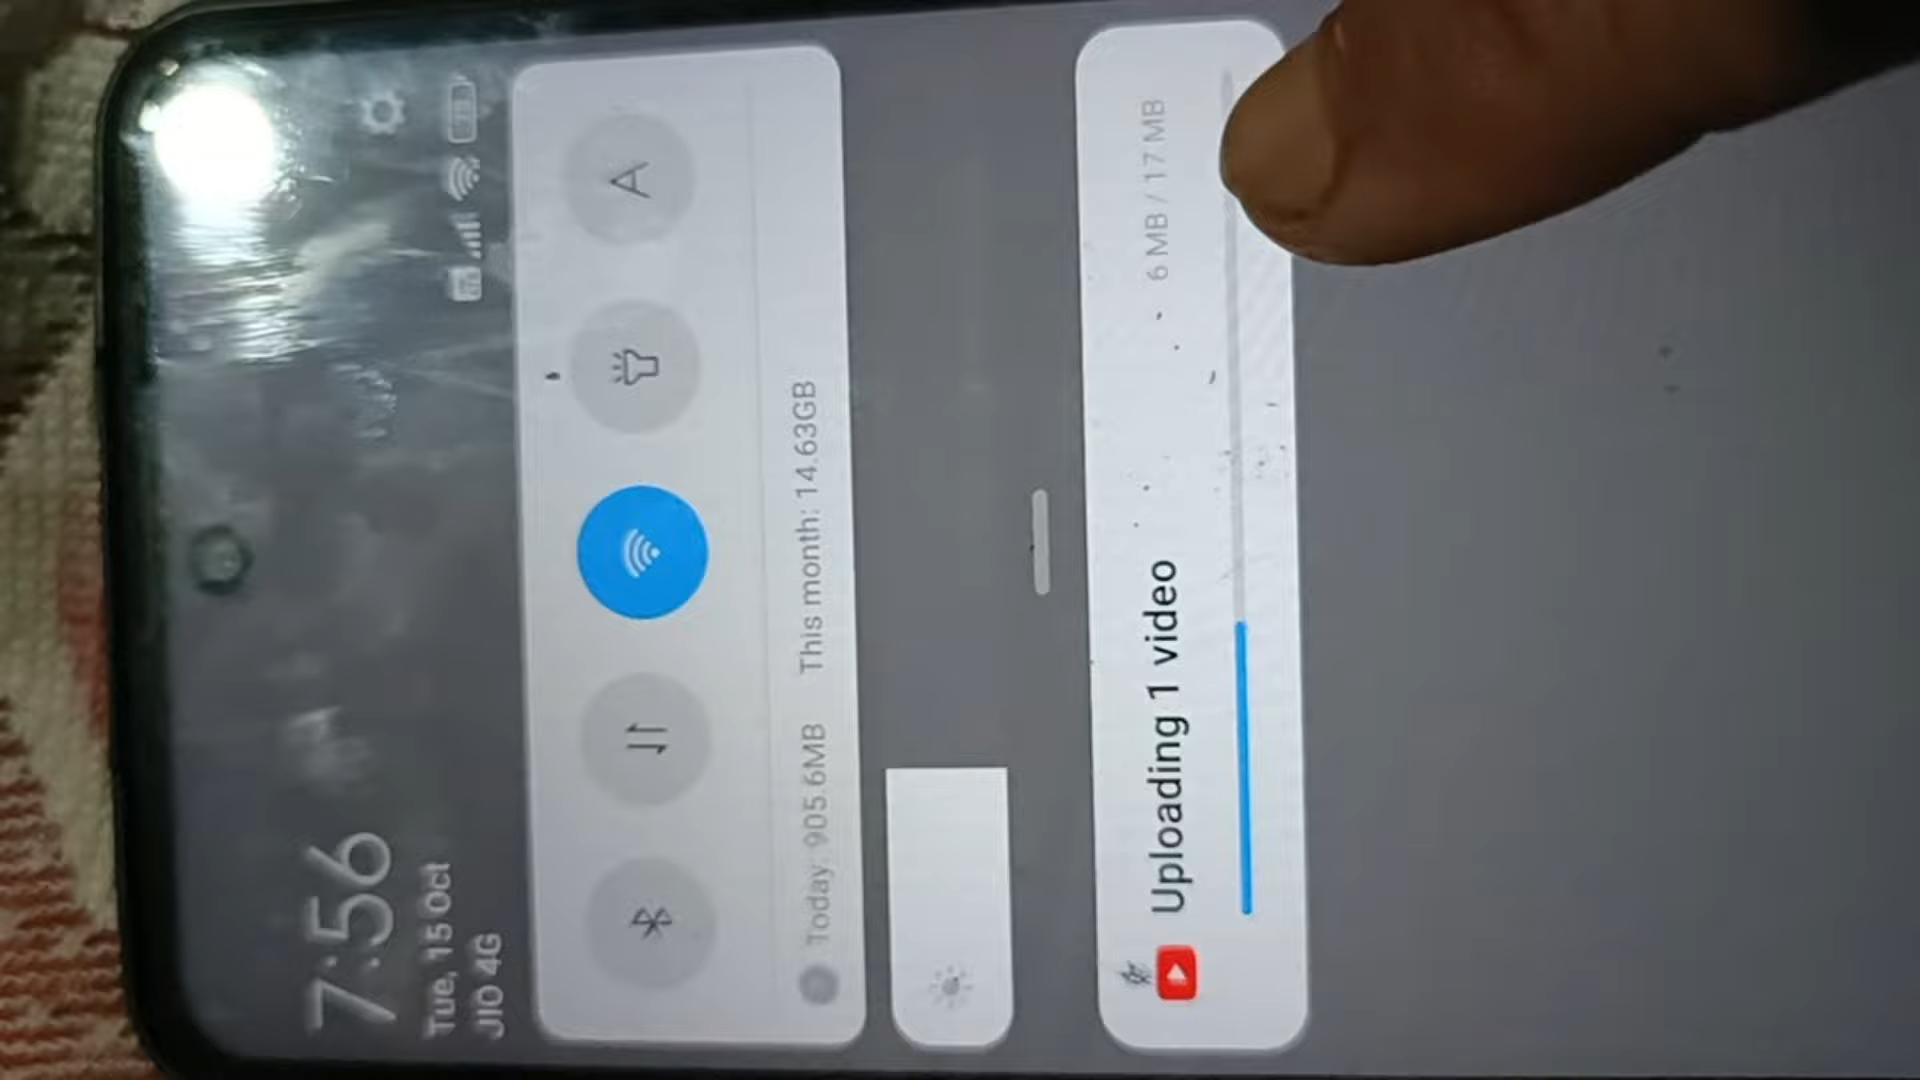 7:56
Tue, 15 Oct
JIO 4G
A
Today: 905.6MB This month: 14.63GB
Uploading 1 video 6 MB / 17 MB